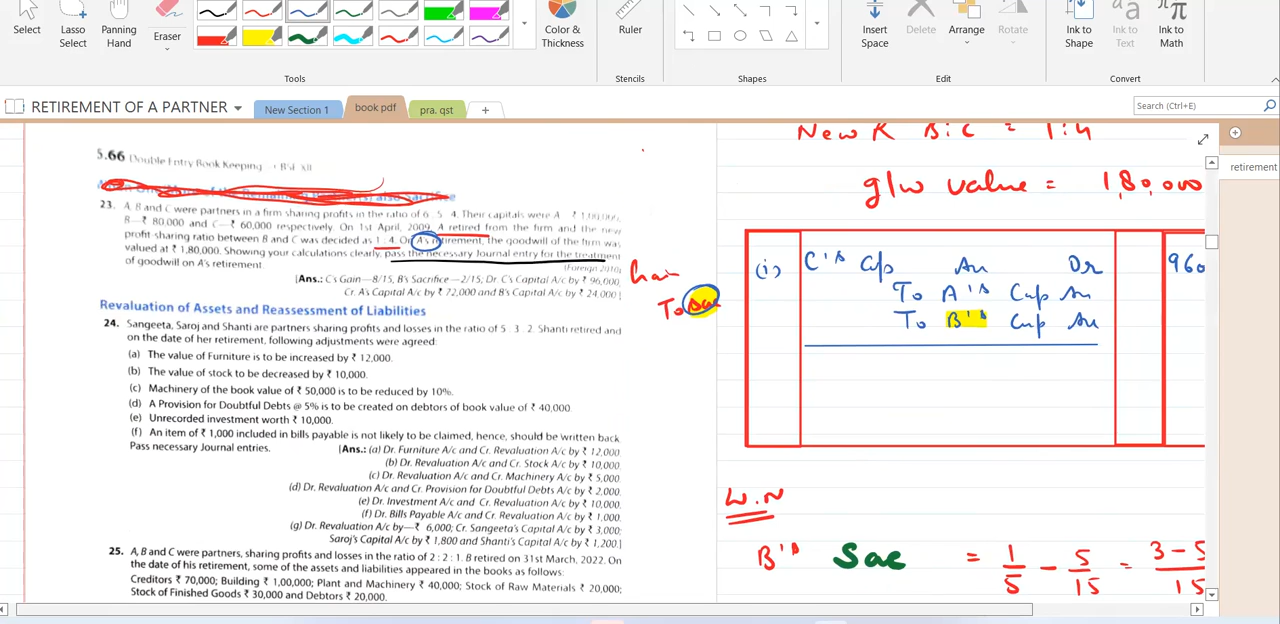 Select
Lasso
Select
Panning
Hand
Eraser
Color &
Thickness
Ruler
Insert
Space
Delete
Arrange
Rotate
Ink to
Shape
Ink to
Text
Ink to
Math
Tools
Stencils
Shapes
Edit
Convert
RETIREMENT OF A PARTNER
New Section 1
book pdf
pra. qst
+
Search (Ctrl+E)
retirement
5.66 Double Entry Book Keeping
XII
23. A, B and C were partners in a firm sharing profits in the ratio of 6 : 5 : 4. Their capitals were A—₹ 1,00,000,
B—₹ 80,000 and C—₹ 60,000 respectively. On 1st April, 2009, A retired from the firm and the new
profit-sharing ratio between B and C was decided as 1 : 4. On A's retirement, the goodwill of the firm was
valued at ₹ 1,80,000. Showing your calculations clearly, pass the necessary Journal entry for the treatment
of goodwill on A's retirement.
(Foreign 2010)
[Ans.: C's Gain—8/15, B's Sacrifice—2/15; Dr. C's Capital A/c by ₹ 96,000;
Cr. A's Capital A/c by ₹ 72,000 and B's Capital A/c by ₹ 24,000.]
Revaluation of Assets and Reassessment of Liabilities
24. Sangeeta, Saroj and Shanti are partners sharing profits and losses in the ratio of 5 : 3 : 2. Shanti retired and
on the date of her retirement, following adjustments were agreed:
(a) The value of Furniture is to be increased by ₹ 12,000.
(b) The value of stock to be decreased by ₹ 10,000.
(c) Machinery of the book value of ₹ 50,000 is to be reduced by 10%.
(d) A Provision for Doubtful Debts @ 5% is to be created on debtors of book value of ₹ 40,000.
(e) Unrecorded investment worth ₹ 10,000.
(f) An item of ₹ 1,000 included in bills payable is not likely to be claimed, hence, should be written back.
Pass necessary Journal entries.
[Ans.: (a) Dr. Furniture A/c and Cr. Revaluation A/c by ₹ 12,000.
(b) Dr. Revaluation A/c and Cr. Stock A/c by ₹ 10,000.
(c) Dr. Revaluation A/c and Cr. Machinery A/c by ₹ 5,000.
(d) Dr. Revaluation A/c and Cr. Provision for Doubtful Debts A/c by ₹ 2,000.
(e) Dr. Investment A/c and Cr. Revaluation A/c by ₹ 10,000.
(f) Dr. Bills Payable A/c and Cr. Revaluation A/c by ₹ 1,000.
(g) Dr. Revaluation A/c by—₹ 6,000; Cr. Sangeeta's Capital A/c by ₹ 3,000;
Saroj's Capital A/c by ₹ 1,800 and Shanti's Capital A/c by ₹ 1,200.]
25. A, B and C were partners, sharing profits and losses in the ratio of 2 : 2 : 1. B retired on 31st March, 2022. On
the date of his retirement, some of the assets and liabilities appeared in the books as follows:
Creditors ₹ 70,000; Building ₹ 1,00,000; Plant and Machinery ₹ 40,000; Stock of Raw Materials ₹ 20,000;
Stock of Finished Goods ₹ 30,000 and Debtors ₹ 20,000.
To Sac
New R B:C = 1:4
g/w value = 1,80,000
(i) C's Cap A/c Dr 960
To A's Cap A/c
To B's Cap A/c
W.N
B's Sac = 1/5 - 5/15 = 3-5/15